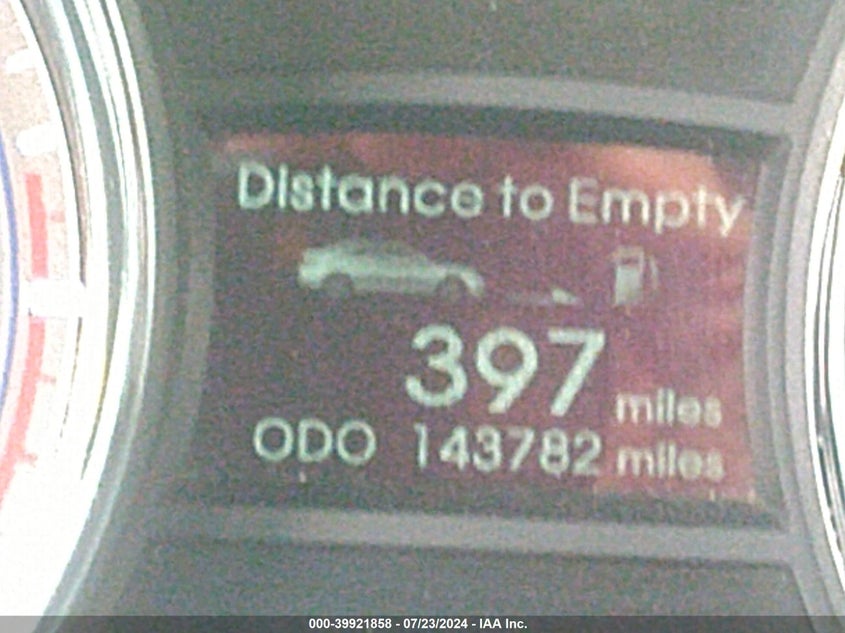 Distance to Empty
397 miles
ODO 143782 miles
000-39921858 - 07/23/2024 - IAA Inc.